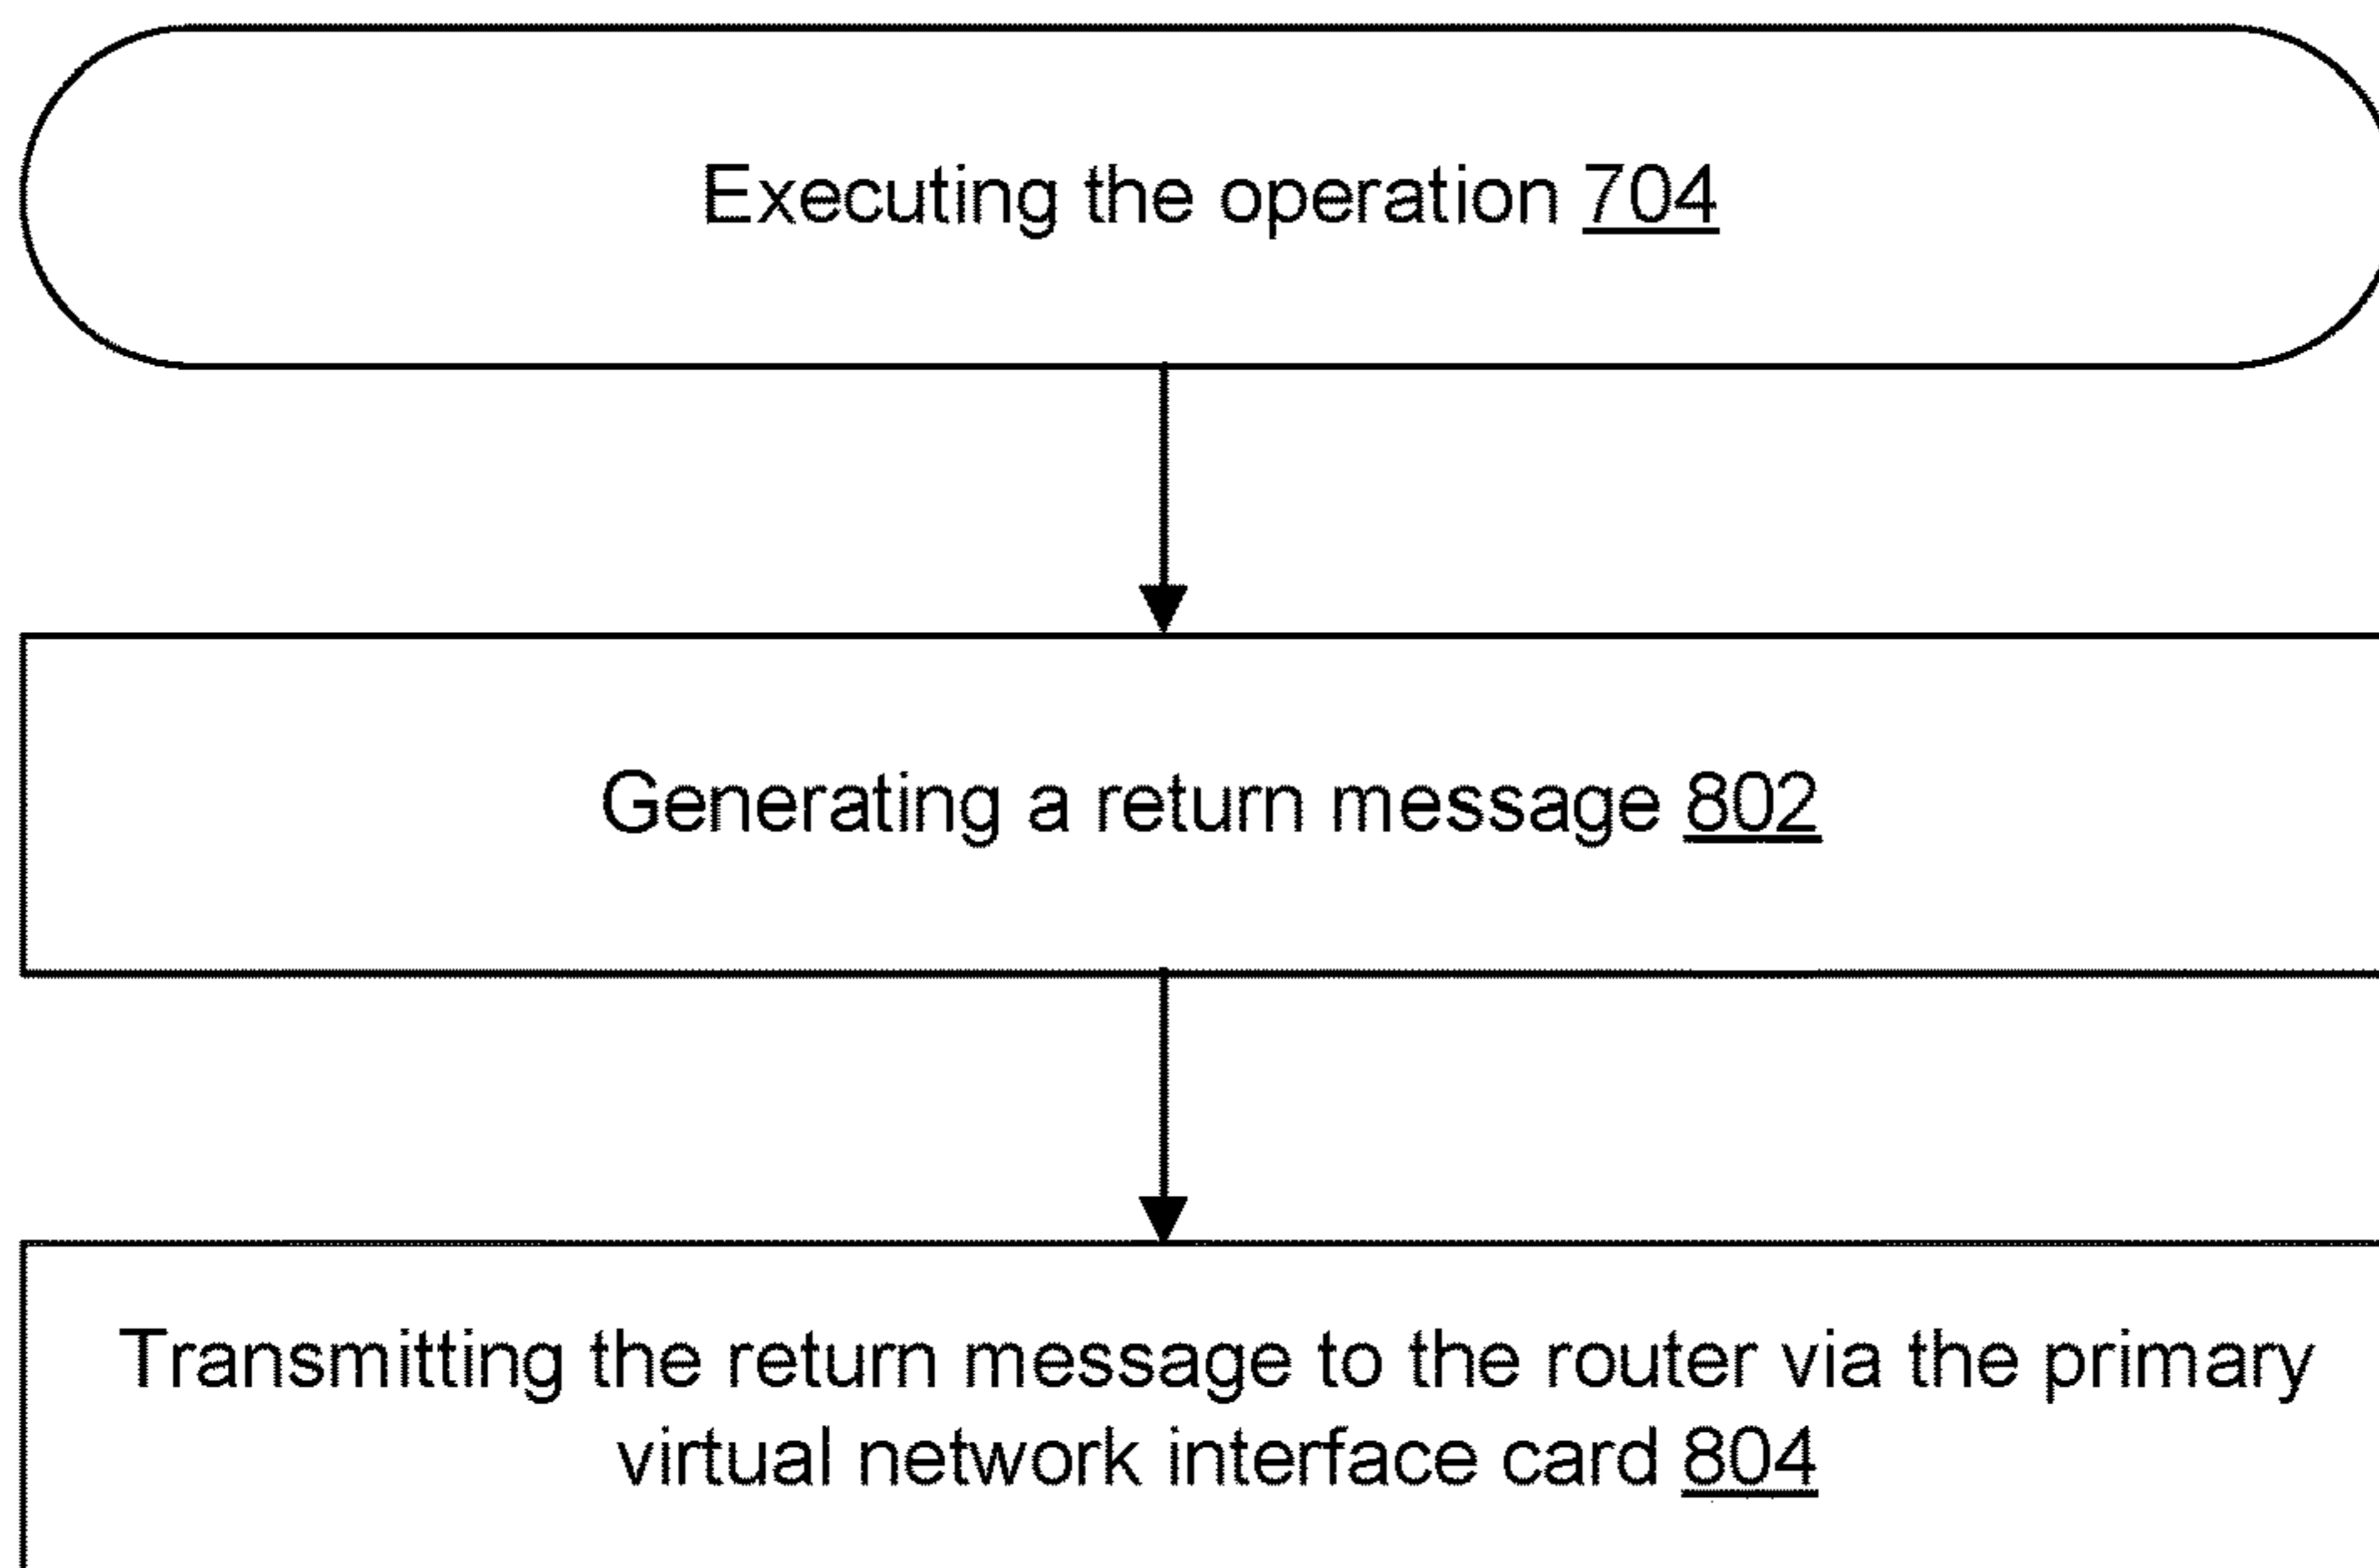 Executing the operation 704
Generating a return message 802
Transmitting the return message to the router via the primary
virtual network interface card 804